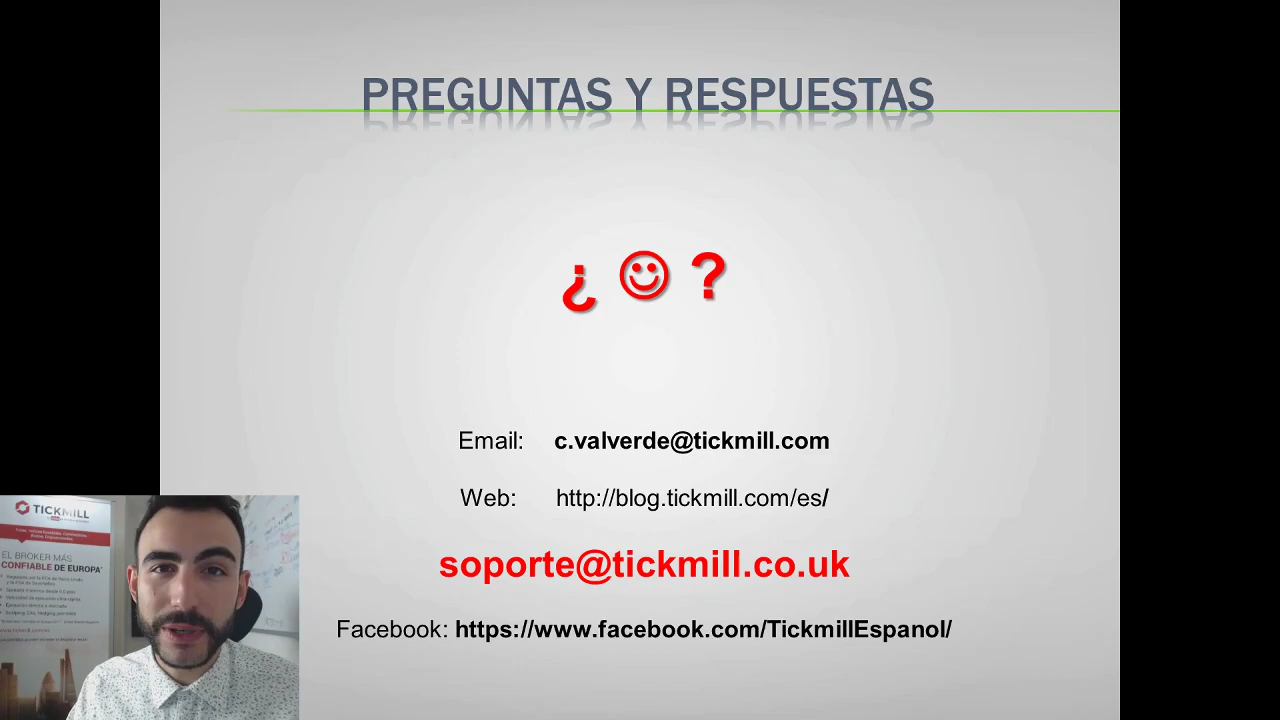 PREGUNTAS Y RESPUESTAS
¿ ☺ ?
Email: c.valverde@tickmill.com
Web: http://blog.tickmill.com/es/
soporte@tickmill.co.uk
Facebook: https://www.facebook.com/TickmillEspanol/
TICKMILL
EL BROKER MÁS
CONFIABLE DE EUROPA*